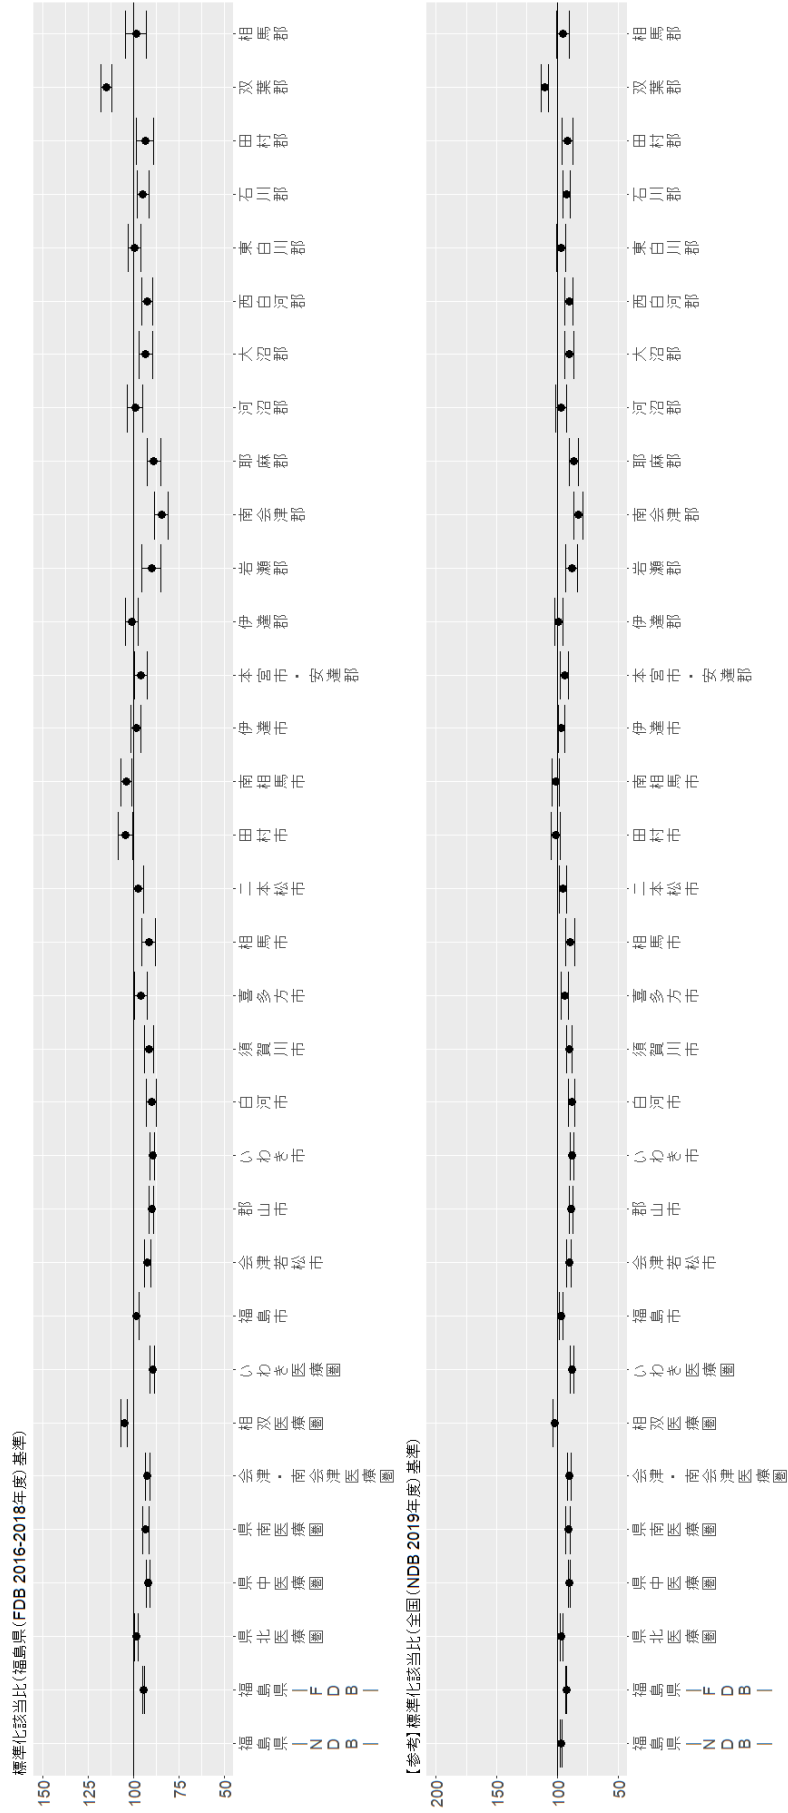 標準化該当比(福島県(FDB 2016-2018年度)基準)
150
125
100
75
50
福島県(NDB)
福島県(FDB)
県北医療圏
県中医療圏
県南医療圏
会津・南会津医療圏
相双医療圏
いわき医療圏
福島市
会津若松市
郡山市
いわき市
白河市
須賀川市
喜多方市
相馬市
二本松市
田村市
南相馬市
伊達市
本宮市・安達郡
伊達郡
岩瀬郡
南会津郡
耶麻郡
河沼郡
大沼郡
西白河郡
東白川郡
石川郡
田村郡
双葉郡
相馬郡
【参考】標準化該当比(全国(NDB 2019年度)基準)
200
150
100
50
福島県(NDB)
福島県(FDB)
県北医療圏
県中医療圏
県南医療圏
会津・南会津医療圏
相双医療圏
いわき医療圏
福島市
会津若松市
郡山市
いわき市
白河市
須賀川市
喜多方市
相馬市
二本松市
田村市
南相馬市
伊達市
本宮市・安達郡
伊達郡
岩瀬郡
南会津郡
耶麻郡
河沼郡
大沼郡
西白河郡
東白川郡
石川郡
田村郡
双葉郡
相馬郡